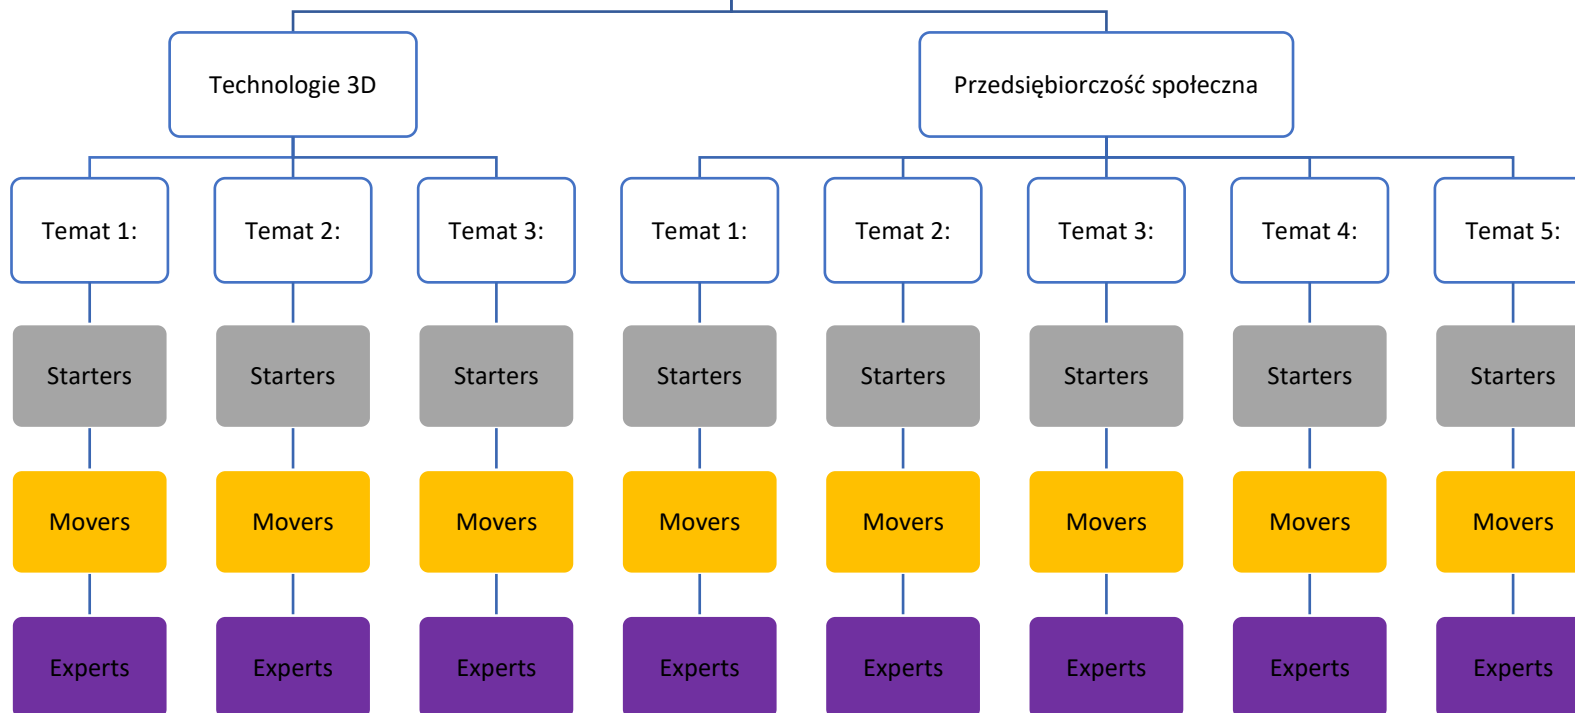 Technologie 3D
Przedsiębiorczość społeczna
Temat 1:
Temat 2:
Temat 3:
Temat 1:
Temat 2:
Temat 3:
Temat 4:
Temat 5:
Starters
Starters
Starters
Starters
Starters
Starters
Starters
Starters
Movers
Movers
Movers
Movers
Movers
Movers
Movers
Movers
Experts
Experts
Experts
Experts
Experts
Experts
Experts
Experts